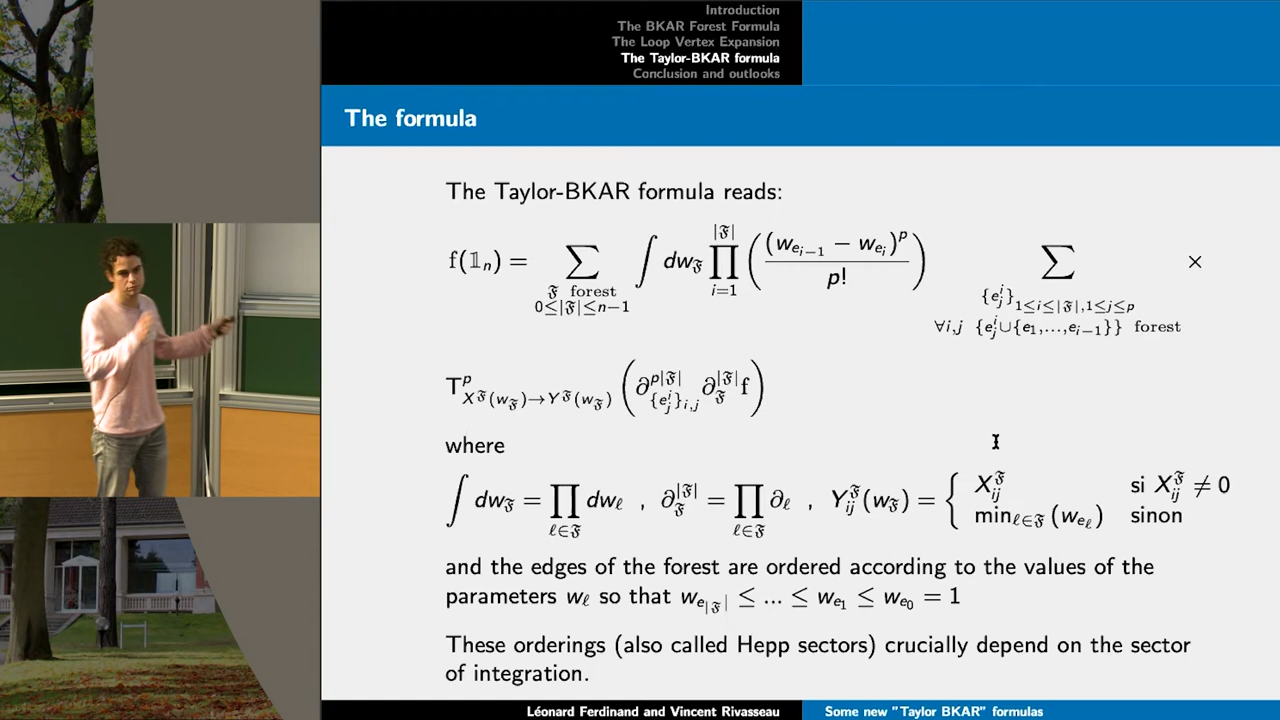 Introduction
The BKAR Forest Formula
The Loop Vertex Expansion
The Taylor-BKAR formula
Conclusion and outlooks
The formula
The Taylor-BKAR formula reads:
f(𝟙ₙ) = ∑_{𝔉 forest, 0≤|𝔉|≤n−1} ∫ dw_𝔉 ∏_{i=1}^{|𝔉|} ( (w_{e_{i−1}} − w_{e_i})^p / p! ) ∑_{{e_j^i}_{1≤i≤|𝔉|,1≤j≤p} ∀i,j {e_j^i ∪{e_1,...,e_{i−1}}} forest} ×
T^p_{X^𝔉(w_𝔉)→Y^𝔉(w_𝔉)} ( ∂^{p|𝔉|}_{{e_j^i}_{i,j}} ∂_𝔉^{|𝔉|} f )
where
∫ dw_𝔉 = ∏_{ℓ∈𝔉} dw_ℓ , ∂_𝔉^{|𝔉|} = ∏_{ℓ∈𝔉} ∂_ℓ , Y_{ij}^𝔉(w_𝔉) = { X_{ij}^𝔉 si X_{ij}^𝔉 ≠ 0
min_{ℓ∈𝔉}(w_{e_ℓ}) sinon
and the edges of the forest are ordered according to the values of the
parameters w_ℓ so that w_{e_{|𝔉|}} ≤ ... ≤ w_{e_1} ≤ w_{e_0} = 1
These orderings (also called Hepp sectors) crucially depend on the sector
of integration.
Léonard Ferdinand and Vincent Rivasseau
Some new "Taylor BKAR" formulas